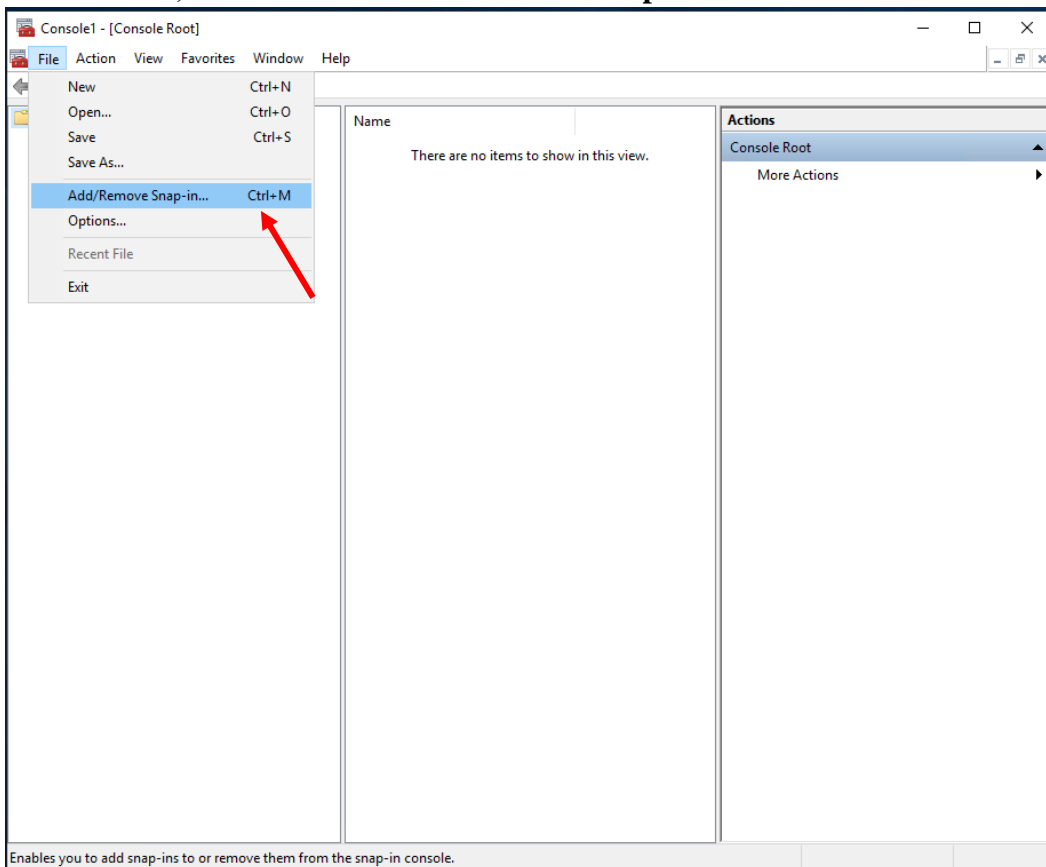 Console1 - [Console Root]
File Action View Favorites Window Help
New Ctrl+N
Open... Ctrl+O
Save Ctrl+S
Save As...
Add/Remove Snap-in... Ctrl+M
Options...
Recent File
Exit
Name
There are no items to show in this view.
Actions
Console Root
More Actions
Enables you to add snap-ins to or remove them from the snap-in console.